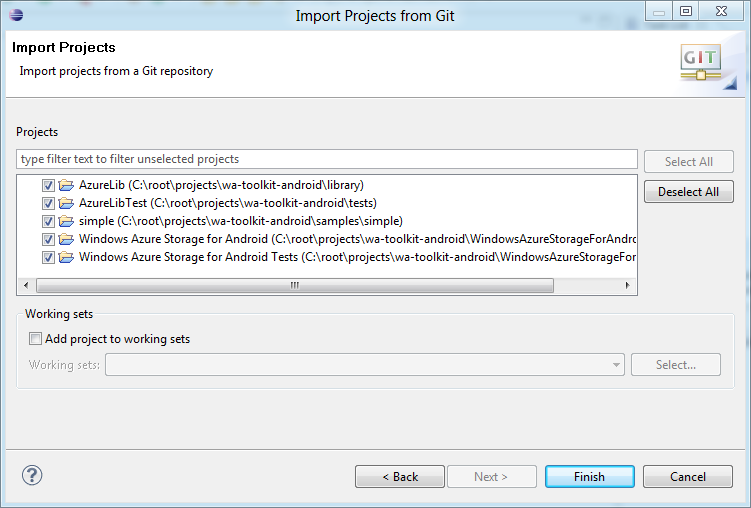 Import Projects from Git
Import Projects
Import projects from a Git repository
GIT
Projects
type filter text to filter unselected projects
Select All
AzureLib (C:\root\projects\wa-toolkit-android\library)
Deselect All
AzureLibTest (C:\root\projects\wa-toolkit-android\tests)
simple (C:\root\projects\wa-toolkit-android\samples\simple)
Windows Azure Storage for Android (C:\root\projects\wa-toolkit-android\WindowsAzureStorageForAndro
Windows Azure Storage for Android Tests (C:\root\projects\wa-toolkit-android\WindowsAzureStorageFor
Working sets
Add project to working sets
Working sets:
Select...
?
< Back
Next >
Finish
Cancel